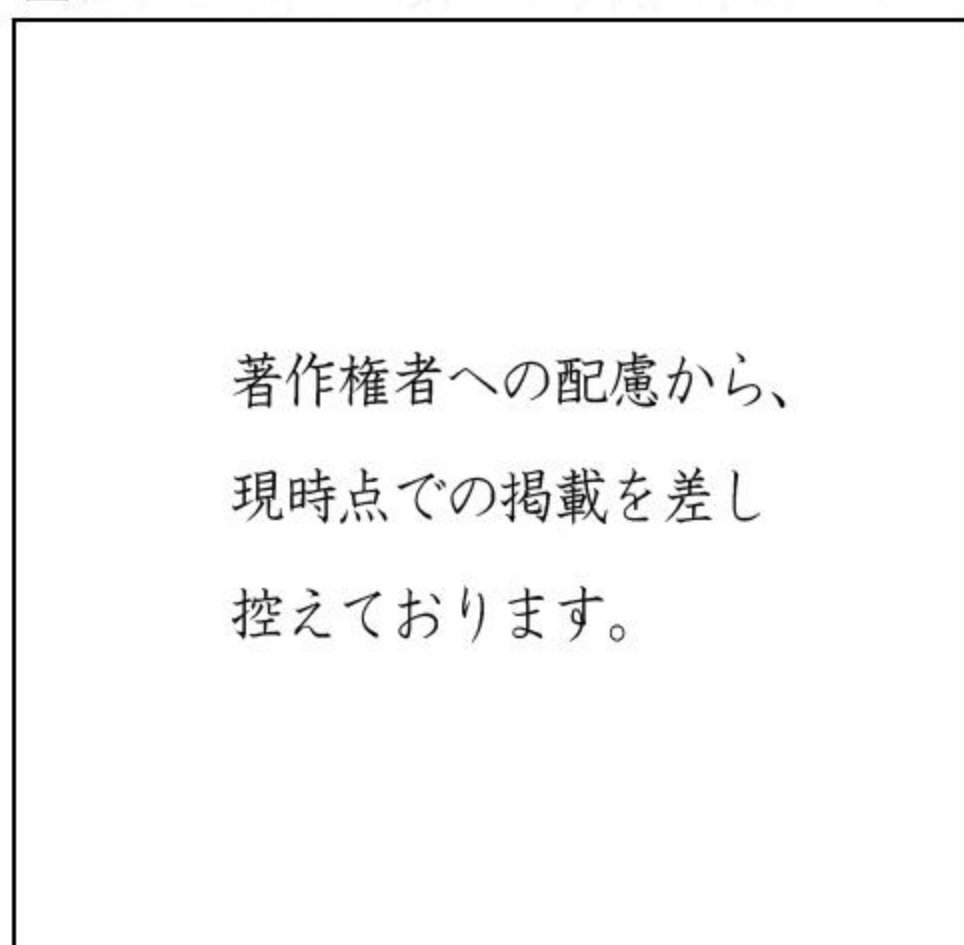 著作権者への配慮から、
現時点での掲載を差し
控えております。